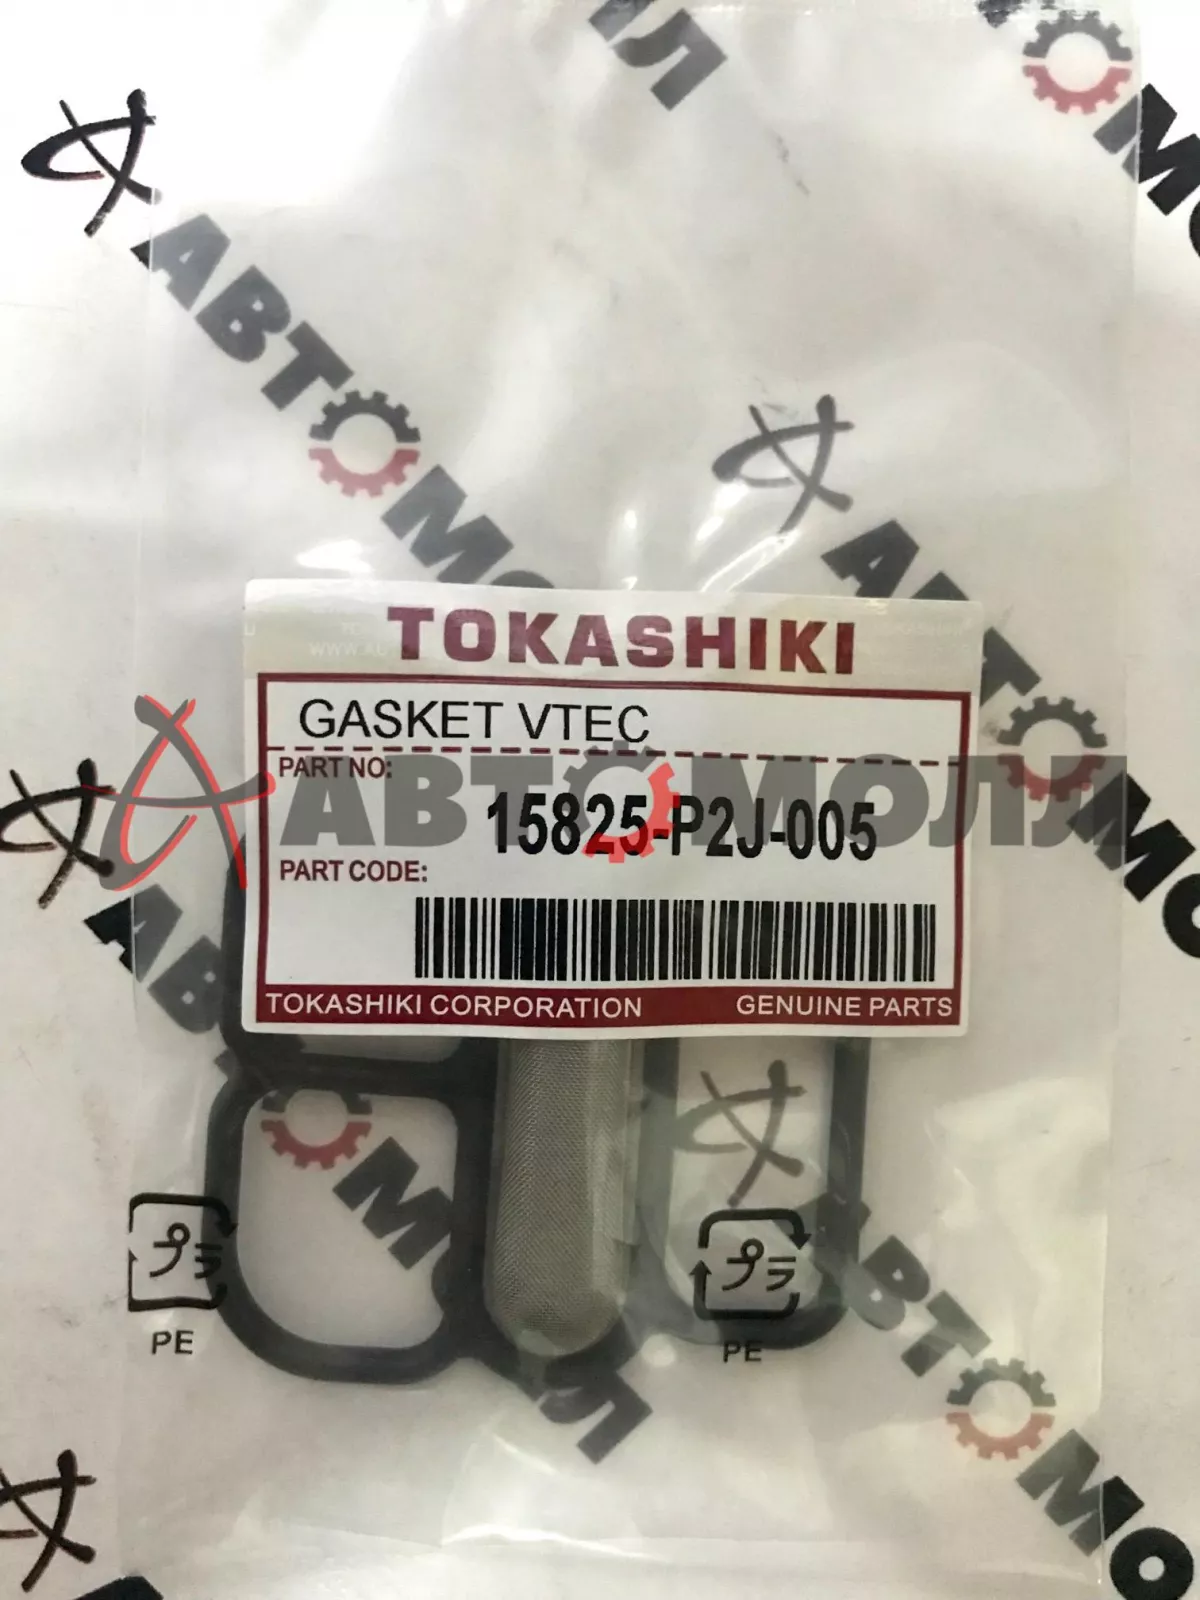 АВТОМОЛЛ
TOKASHIKI
GASKET VTEC
PART NO:
15825-P2J-005
АВТОМОЛЛ
PART CODE:
TOKASHIKI CORPORATION GENUINE PARTS
プラ
PE
プラ
PE